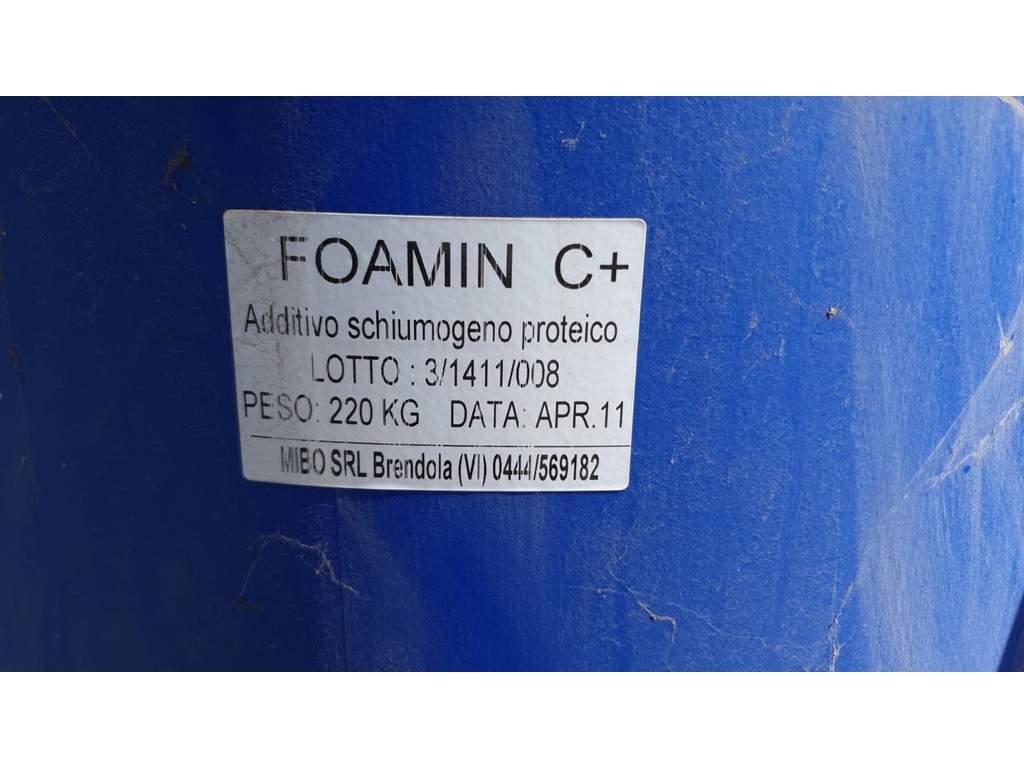 FOAMIN C+
Additivo schiumogeno proteico
LOTTO : 3/1411/008
PESO: 220 KG DATA: APR.11
MIBO SRL Brendola (VI) 0444/569182